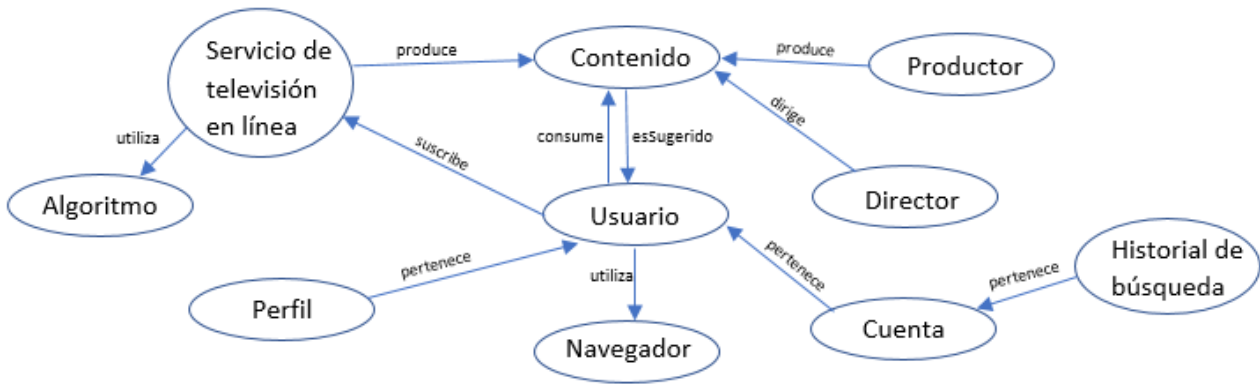 Servicio de
televisión
en línea
produce
Contenido
produce
Productor
utiliza
suscribe
consume
esSugerido
dirige
Algoritmo
Usuario
Director
pertenece
utiliza
pertenece
pertenece
Historial de
búsqueda
Perfil
Navegador
Cuenta